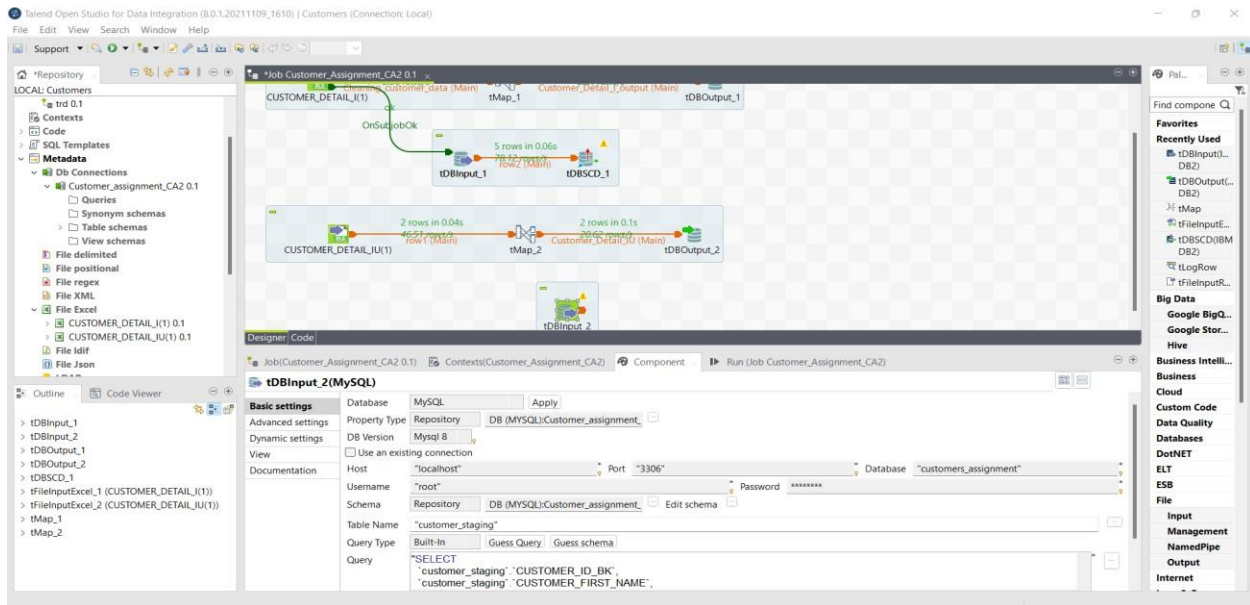 Talend Open Studio for Data Integration (8.0.1.20211109_1610) | Customers (Connection: Local)
File Edit View Search Window Help
Support
*Repository
LOCAL: Customers
trd 0.1
Contexts
Code
SQL Templates
Metadata
Db Connections
Customer_assignment_CA2 0.1
Queries
Synonym schemas
Table schemas
View schemas
File delimited
File positional
File regex
File XML
File Excel
CUSTOMER_DETAIL_I(1) 0.1
CUSTOMER_DETAIL_IU(1) 0.1
File ldif
File Json
Outline Code Viewer
tDBInput_1
tDBInput_2
tDBOutput_1
tDBOutput_2
tDBSCD_1
tFileInputExcel_1 (CUSTOMER_DETAIL_I(1))
tFileInputExcel_2 (CUSTOMER_DETAIL_IU(1))
tMap_1
tMap_2
*Job Customer_Assignment_CA2 0.1
Cleaning_customer_data (Main) Customer_Detail_I_output (Main)
CUSTOMER_DETAIL_I(1) tMap_1 tDBOutput_1
ok
OnSubjobOk
5 rows in 0.06s
78.12 rows/s
row2 (Main)
tDBInput_1 tDBSCD_1
2 rows in 0.04s 2 rows in 0.1s
46.51 rows/s 20.62 rows/s
row1 (Main) Customer_Detail_IU (Main)
CUSTOMER_DETAIL_IU(1) tMap_2 tDBOutput_2
tDBInput_2
Designer Code
Job(Customer_Assignment_CA2 0.1) Contexts(Customer_Assignment_CA2) Component Run (Job Customer_Assignment_CA2)
tDBInput_2(MySQL)
Basic settings
Advanced settings
Dynamic settings
View
Documentation
Database MySQL Apply
Property Type Repository DB (MYSQL):Customer_assignment_
DB Version Mysql 8
Use an existing connection
Host "localhost" Port "3306" Database "customers_assignment"
Username "root" Password ********
Schema Repository DB (MYSQL):Customer_assignment_ Edit schema
Table Name "customer_staging"
Query Type Built-In Guess Query Guess schema
Query "SELECT
`customer_staging`.`CUSTOMER_ID_BK`,
`customer_staging`.`CUSTOMER_FIRST_NAME`,
Pal...
Find compone
Favorites
Recently Used
tDBInput(I...
DB2)
tDBOutput(...
DB2)
tMap
tFileInputE...
tDBSCD(IBM
DB2)
tLogRow
tFileInputR...
Big Data
Google BigQ...
Google Stor...
Hive
Business Intelli...
Business
Cloud
Custom Code
Data Quality
Databases
DotNET
ELT
ESB
File
Input
Management
NamedPipe
Output
Internet